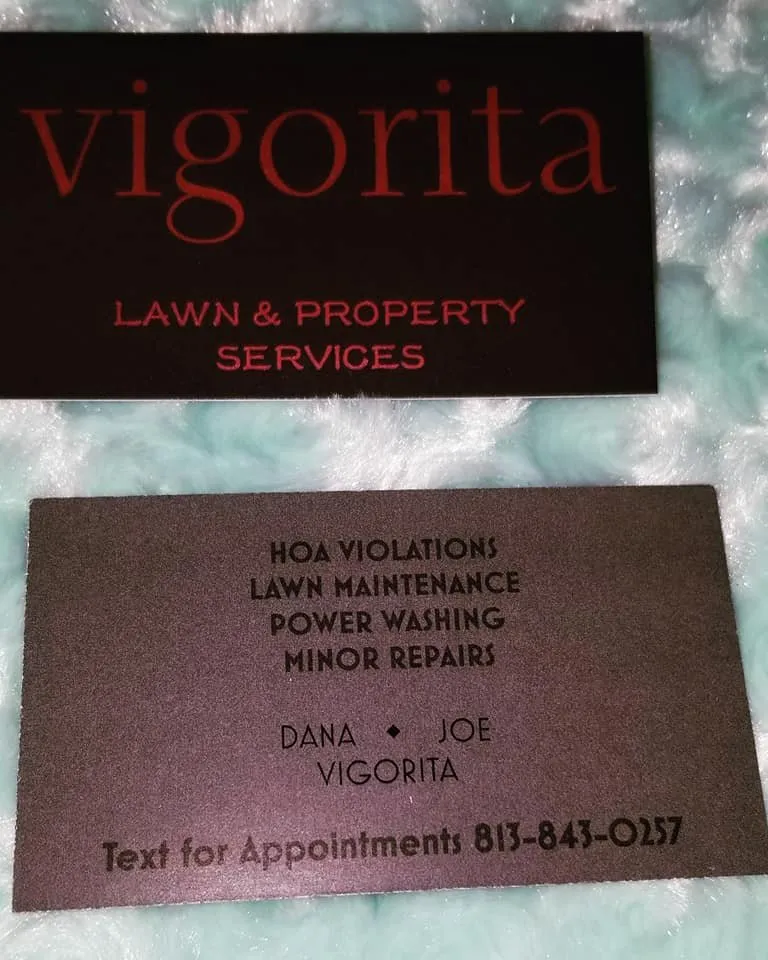 vigorita
LAWN & PROPERTY
SERVICES
HOA VIOLATIONS
LAWN MAINTENANCE
POWER WASHING
MINOR REPAIRS
DANA ◆ JOE
VIGORITA
Text for Appointments 813-843-0257